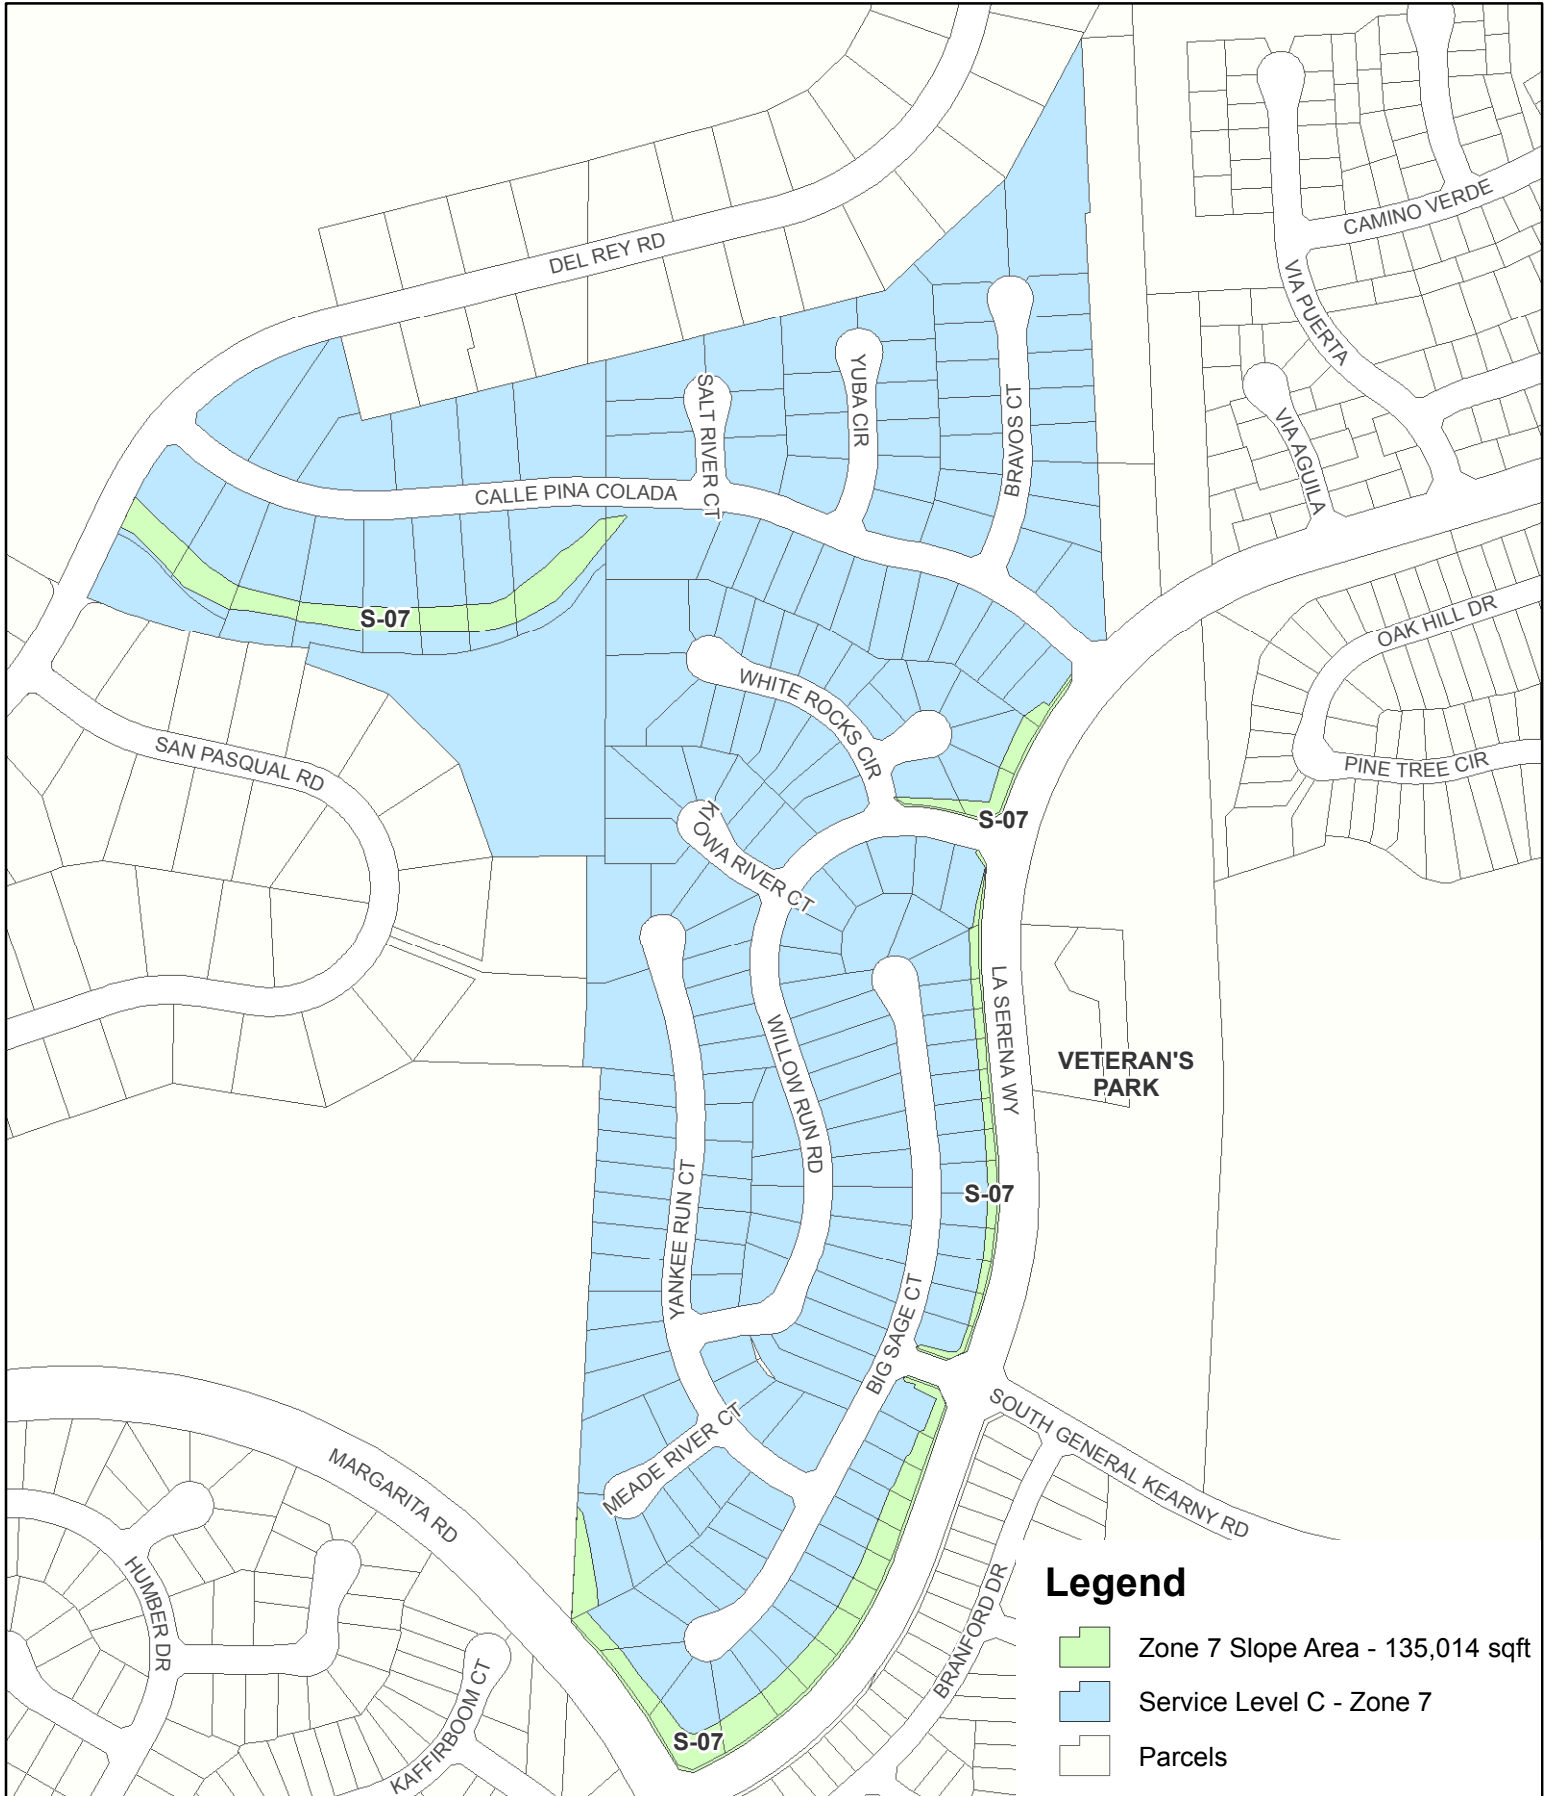 DEL REY RD
CAMINO VERDE
VIA PUERTA
VIA AGUILA
SALT RIVER CT
YUBA CIR
BRAVOS CT
CALLE PINA COLADA
S-07
OAK HILL DR
PINE TREE CIR
WHITE ROCKS CIR
SAN PASQUAL RD
S-07
KIOWA RIVER CT
LA SERENA WY
WILLOW RUN RD
VETERAN'S
PARK
YANKEE RUN CT
S-07
BIG SAGE CT
MEADE RIVER CT
SOUTH GENERAL KEARNY RD
MARGARITA RD
HUMBER DR
BRANFORD DR
KAFFIRBOOM CT
S-07
Legend
Zone 7 Slope Area - 135,014 sqft
Service Level C - Zone 7
Parcels